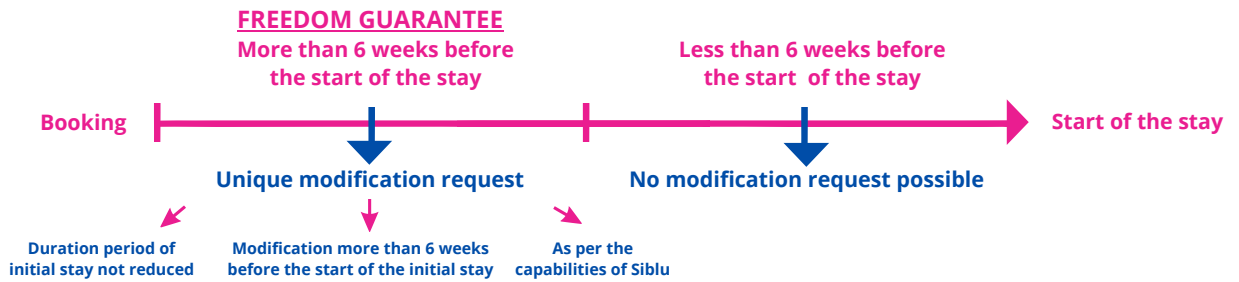 FREEDOM GUARANTEE
More than 6 weeks before
the start of the stay
Less than 6 weeks before
the start of the stay
Booking
Start of the stay
Unique modification request
No modification request possible
Duration period of
initial stay not reduced
Modification more than 6 weeks
before the start of the initial stay
As per the
capabilities of Siblu